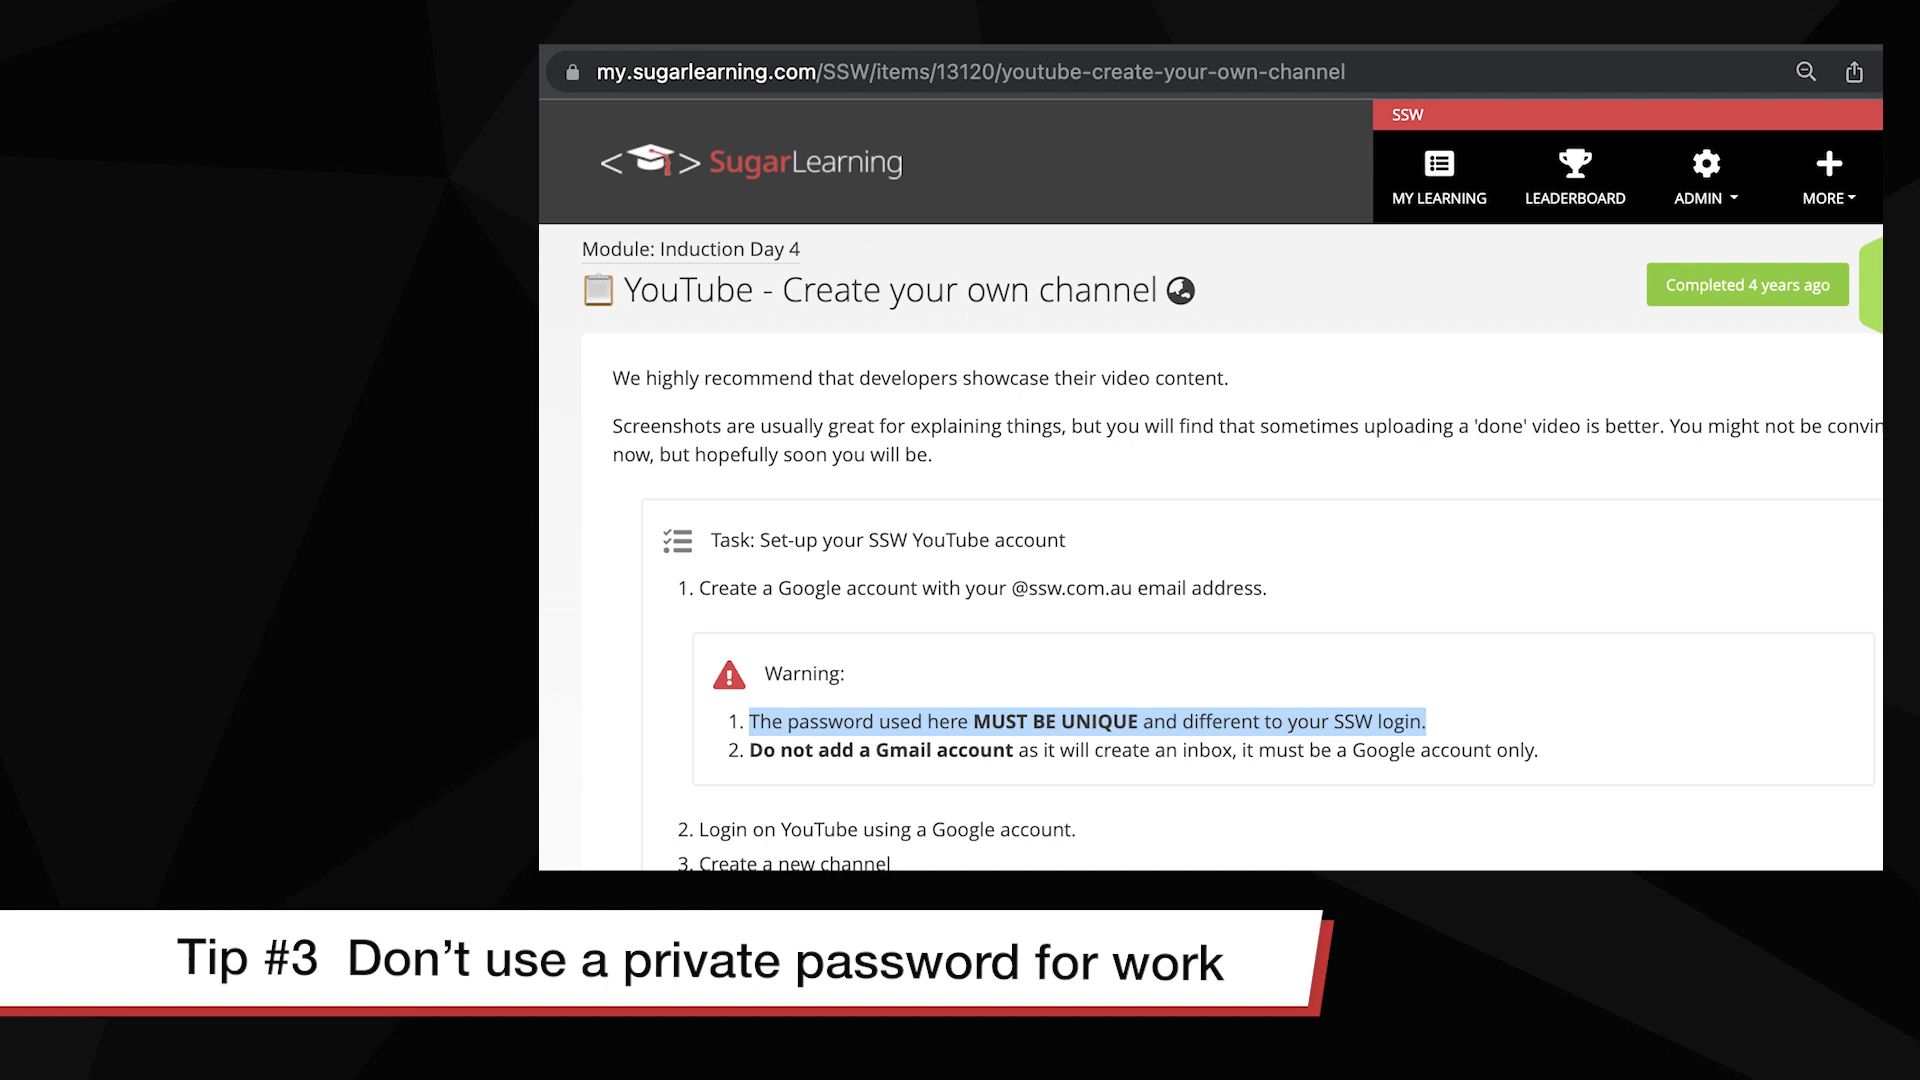 my.sugarlearning.com/SSW/items/13120/youtube-create-your-own-channel
SSW
SugarLearning
MY LEARNING
LEADERBOARD
ADMIN
MORE
Module: Induction Day 4
YouTube - Create your own channel
Completed 4 years ago
We highly recommend that developers showcase their video content.
Screenshots are usually great for explaining things, but you will find that sometimes uploading a 'done' video is better. You might not be convin
now, but hopefully soon you will be.
Task: Set-up your SSW YouTube account
1. Create a Google account with your @ssw.com.au email address.
Warning:
1. The password used here MUST BE UNIQUE and different to your SSW login.
2. Do not add a Gmail account as it will create an inbox, it must be a Google account only.
2. Login on YouTube using a Google account.
3. Create a new channel
Tip #3 Don't use a private password for work